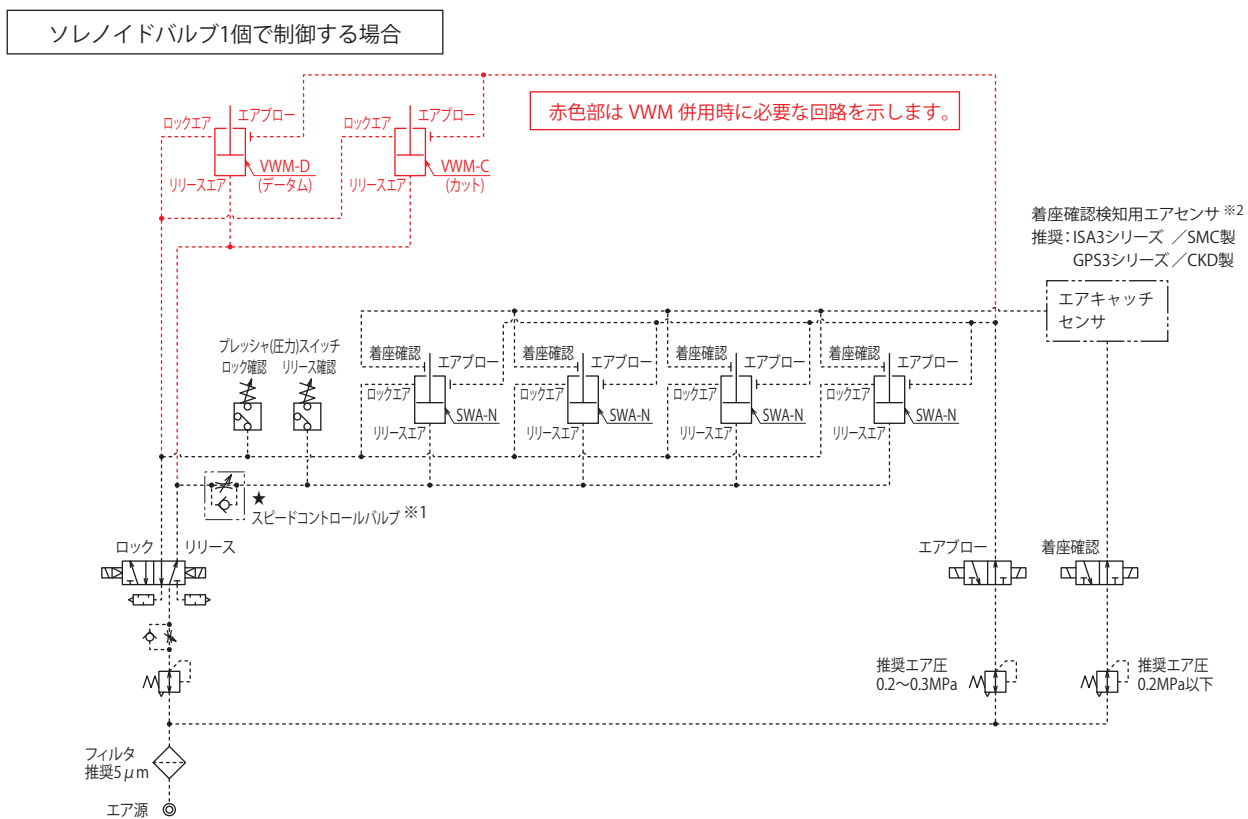 ソレノイドバルブ1個で制御する場合
赤色部は VWM 併用時に必要な回路を示します。
ロックエア
エアブロー
VWM-D
(データム)
リリースエア
ロックエア
エアブロー
VWM-C
(カット)
リリースエア
着座確認検知用エアセンサ ※2
推奨：ISA3シリーズ ／SMC製
GPS3シリーズ／CKD製
エアキャッチ
センサ
プレッシャ(圧力)スイッチ
ロック確認
リリース確認
着座確認
エアブロー
ロックエア
SWA-N
リリースエア
着座確認
エアブロー
ロックエア
SWA-N
リリースエア
着座確認
エアブロー
ロックエア
SWA-N
リリースエア
着座確認
エアブロー
ロックエア
SWA-N
リリースエア
★
スピードコントロールバルブ ※1
ロック
リリース
エアブロー
着座確認
推奨エア圧
0.2～0.3MPa
推奨エア圧
0.2MPa以下
フィルタ
推奨5μm
エア源